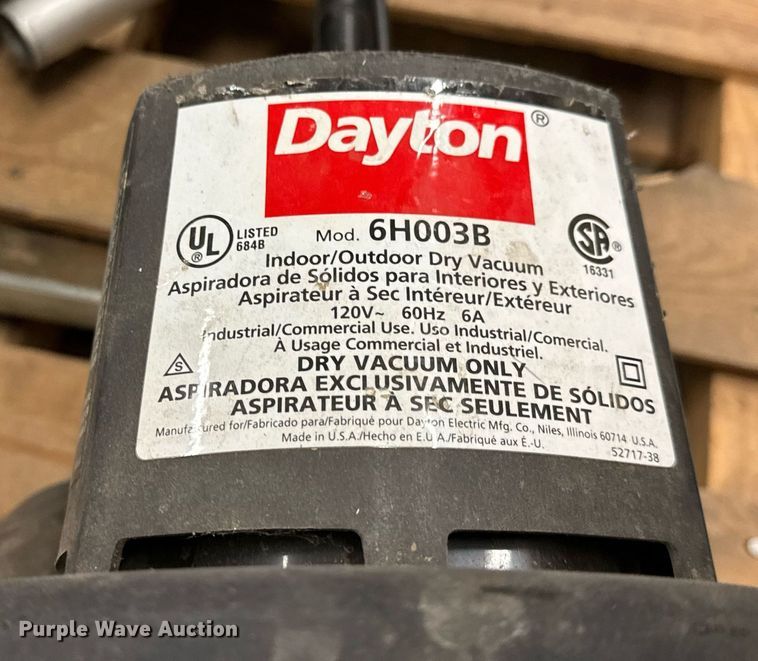 Dayton®
UL® LISTED 684B
Mod. 6H003B
SA® 16331
Indoor/Outdoor Dry Vacuum
Aspiradora de Sólidos para Interiores y Exteriores
Aspirateur à Sec Intéreur/Extéreur
120V~ 60Hz 6A
Industrial/Commercial Use. Uso Industrial/Comercial.
À Usage Commercial et Industriel.
S
DRY VACUUM ONLY
ASPIRADORA EXCLUSIVAMENTE DE SÓLIDOS
ASPIRATEUR À SEC SEULEMENT
Manufactured for/Fabricado para/Fabriqué pour Dayton Electric Mfg. Co., Niles, Illinois 60714 U.S.A.
Made in U.S.A./Hecho en E.U.A./Fabriqué aux É.-U.
52717-38
Purple Wave Auction